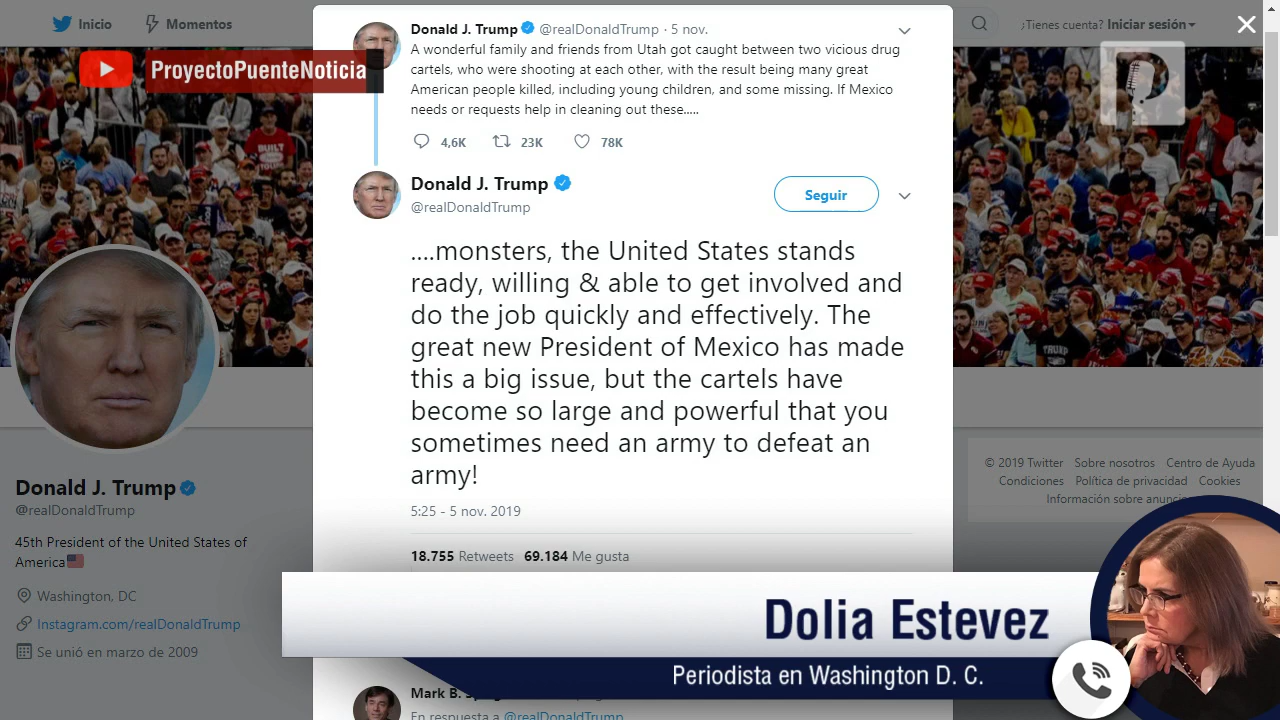 Inicio
Momentos
¿Tienes cuenta? Iniciar sesión
ProyectoPuenteNoticia
Donald J. Trump @realDonaldTrump · 5 nov.
A wonderful family and friends from Utah got caught between two vicious drug
cartels, who were shooting at each other, with the result being many great
American people killed, including young children, and some missing. If Mexico
needs or requests help in cleaning out these.....
4,6K 23K 78K
Donald J. Trump
@realDonaldTrump
Seguir
....monsters, the United States stands
ready, willing & able to get involved and
do the job quickly and effectively. The
great new President of Mexico has made
this a big issue, but the cartels have
become so large and powerful that you
sometimes need an army to defeat an
army!
5:25 - 5 nov. 2019
18.755 Retweets 69.184 Me gusta
Donald J. Trump
@realDonaldTrump
45th President of the United States of
America
Washington, DC
Instagram.com/realDonaldTrump
Se unió en marzo de 2009
© 2019 Twitter Sobre nosotros Centro de Ayuda
Condiciones Política de privacidad Cookies
Información sobre
BUILT
TRUMP
Dolia Estevez
Periodista en Washington D. C.
Mark B.
En respuesta a @realDonaldTrump